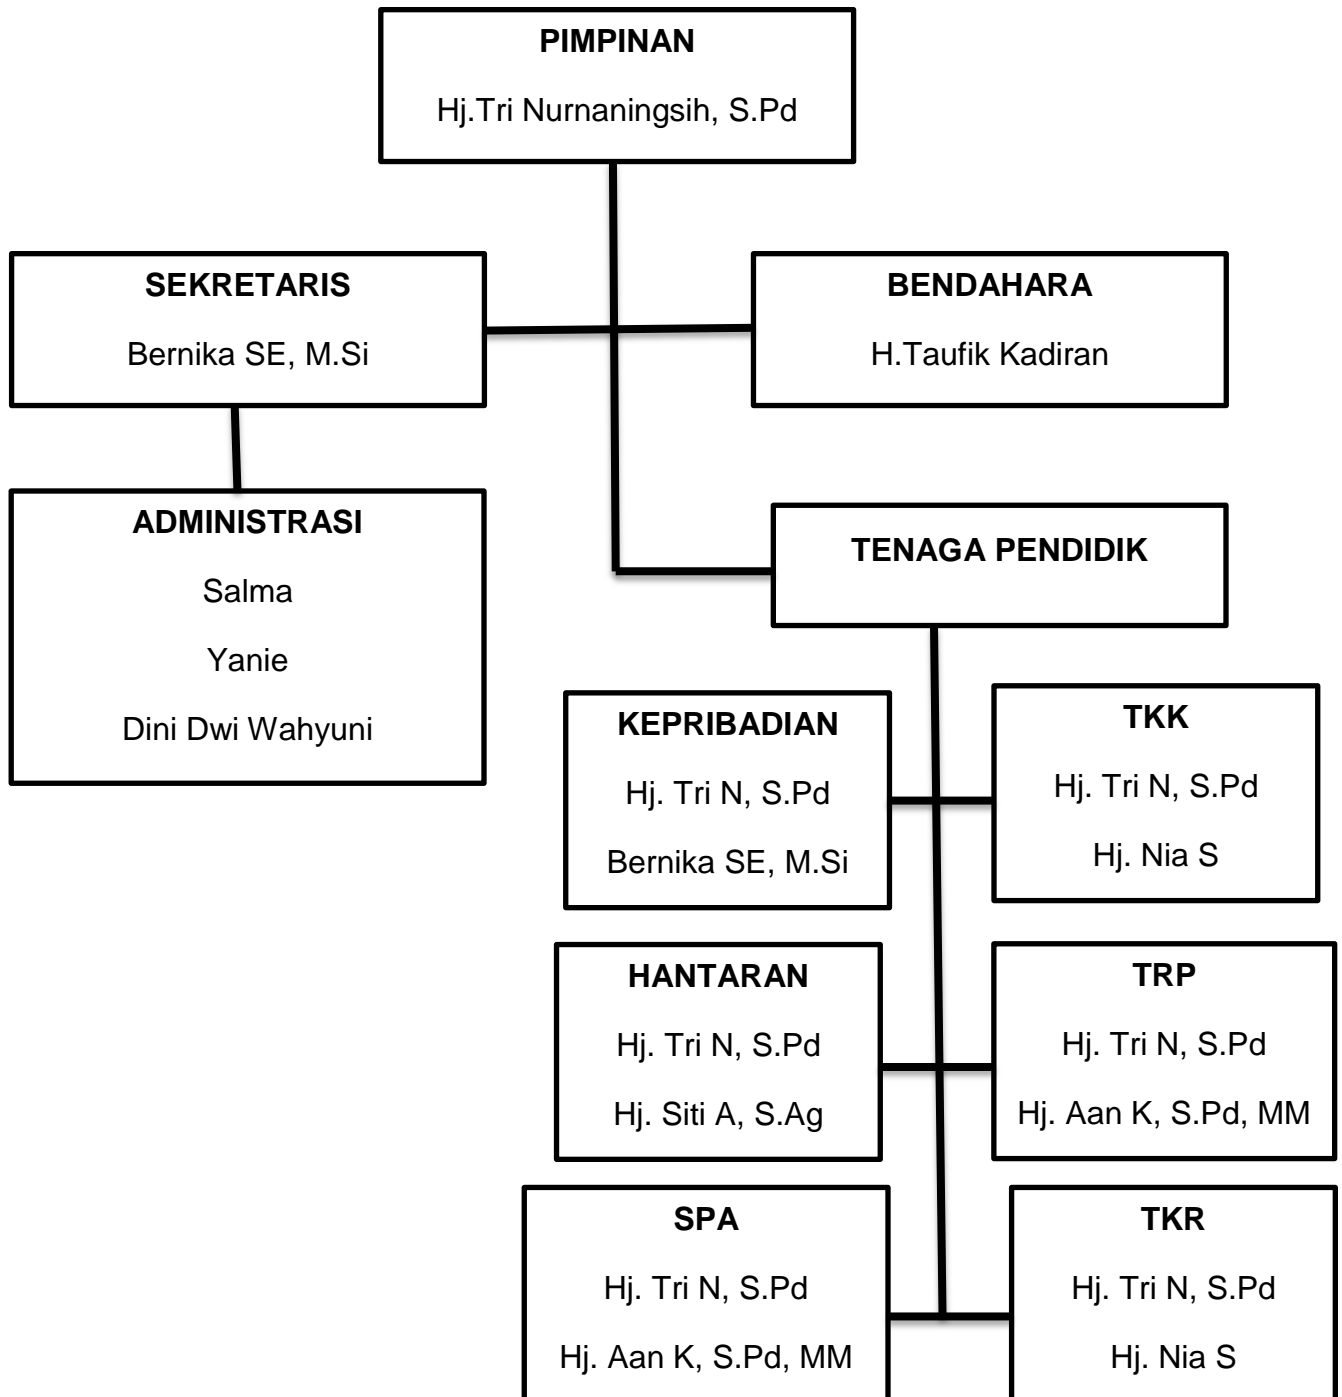 PIMPINAN
Hj.Tri Nurnaningsih, S.Pd
SEKRETARIS
Bernika SE, M.Si
BENDAHARA
H.Taufik Kadiran
ADMINISTRASI
Salma
Yanie
Dini Dwi Wahyuni
TENAGA PENDIDIK
KEPRIBADIAN
Hj. Tri N, S.Pd
Bernika SE, M.Si
TKK
Hj. Tri N, S.Pd
Hj. Nia S
HANTARAN
Hj. Tri N, S.Pd
Hj. Siti A, S.Ag
TRP
Hj. Tri N, S.Pd
Hj. Aan K, S.Pd, MM
SPA
Hj. Tri N, S.Pd
Hj. Aan K, S.Pd, MM
TKR
Hj. Tri N, S.Pd
Hj. Nia S